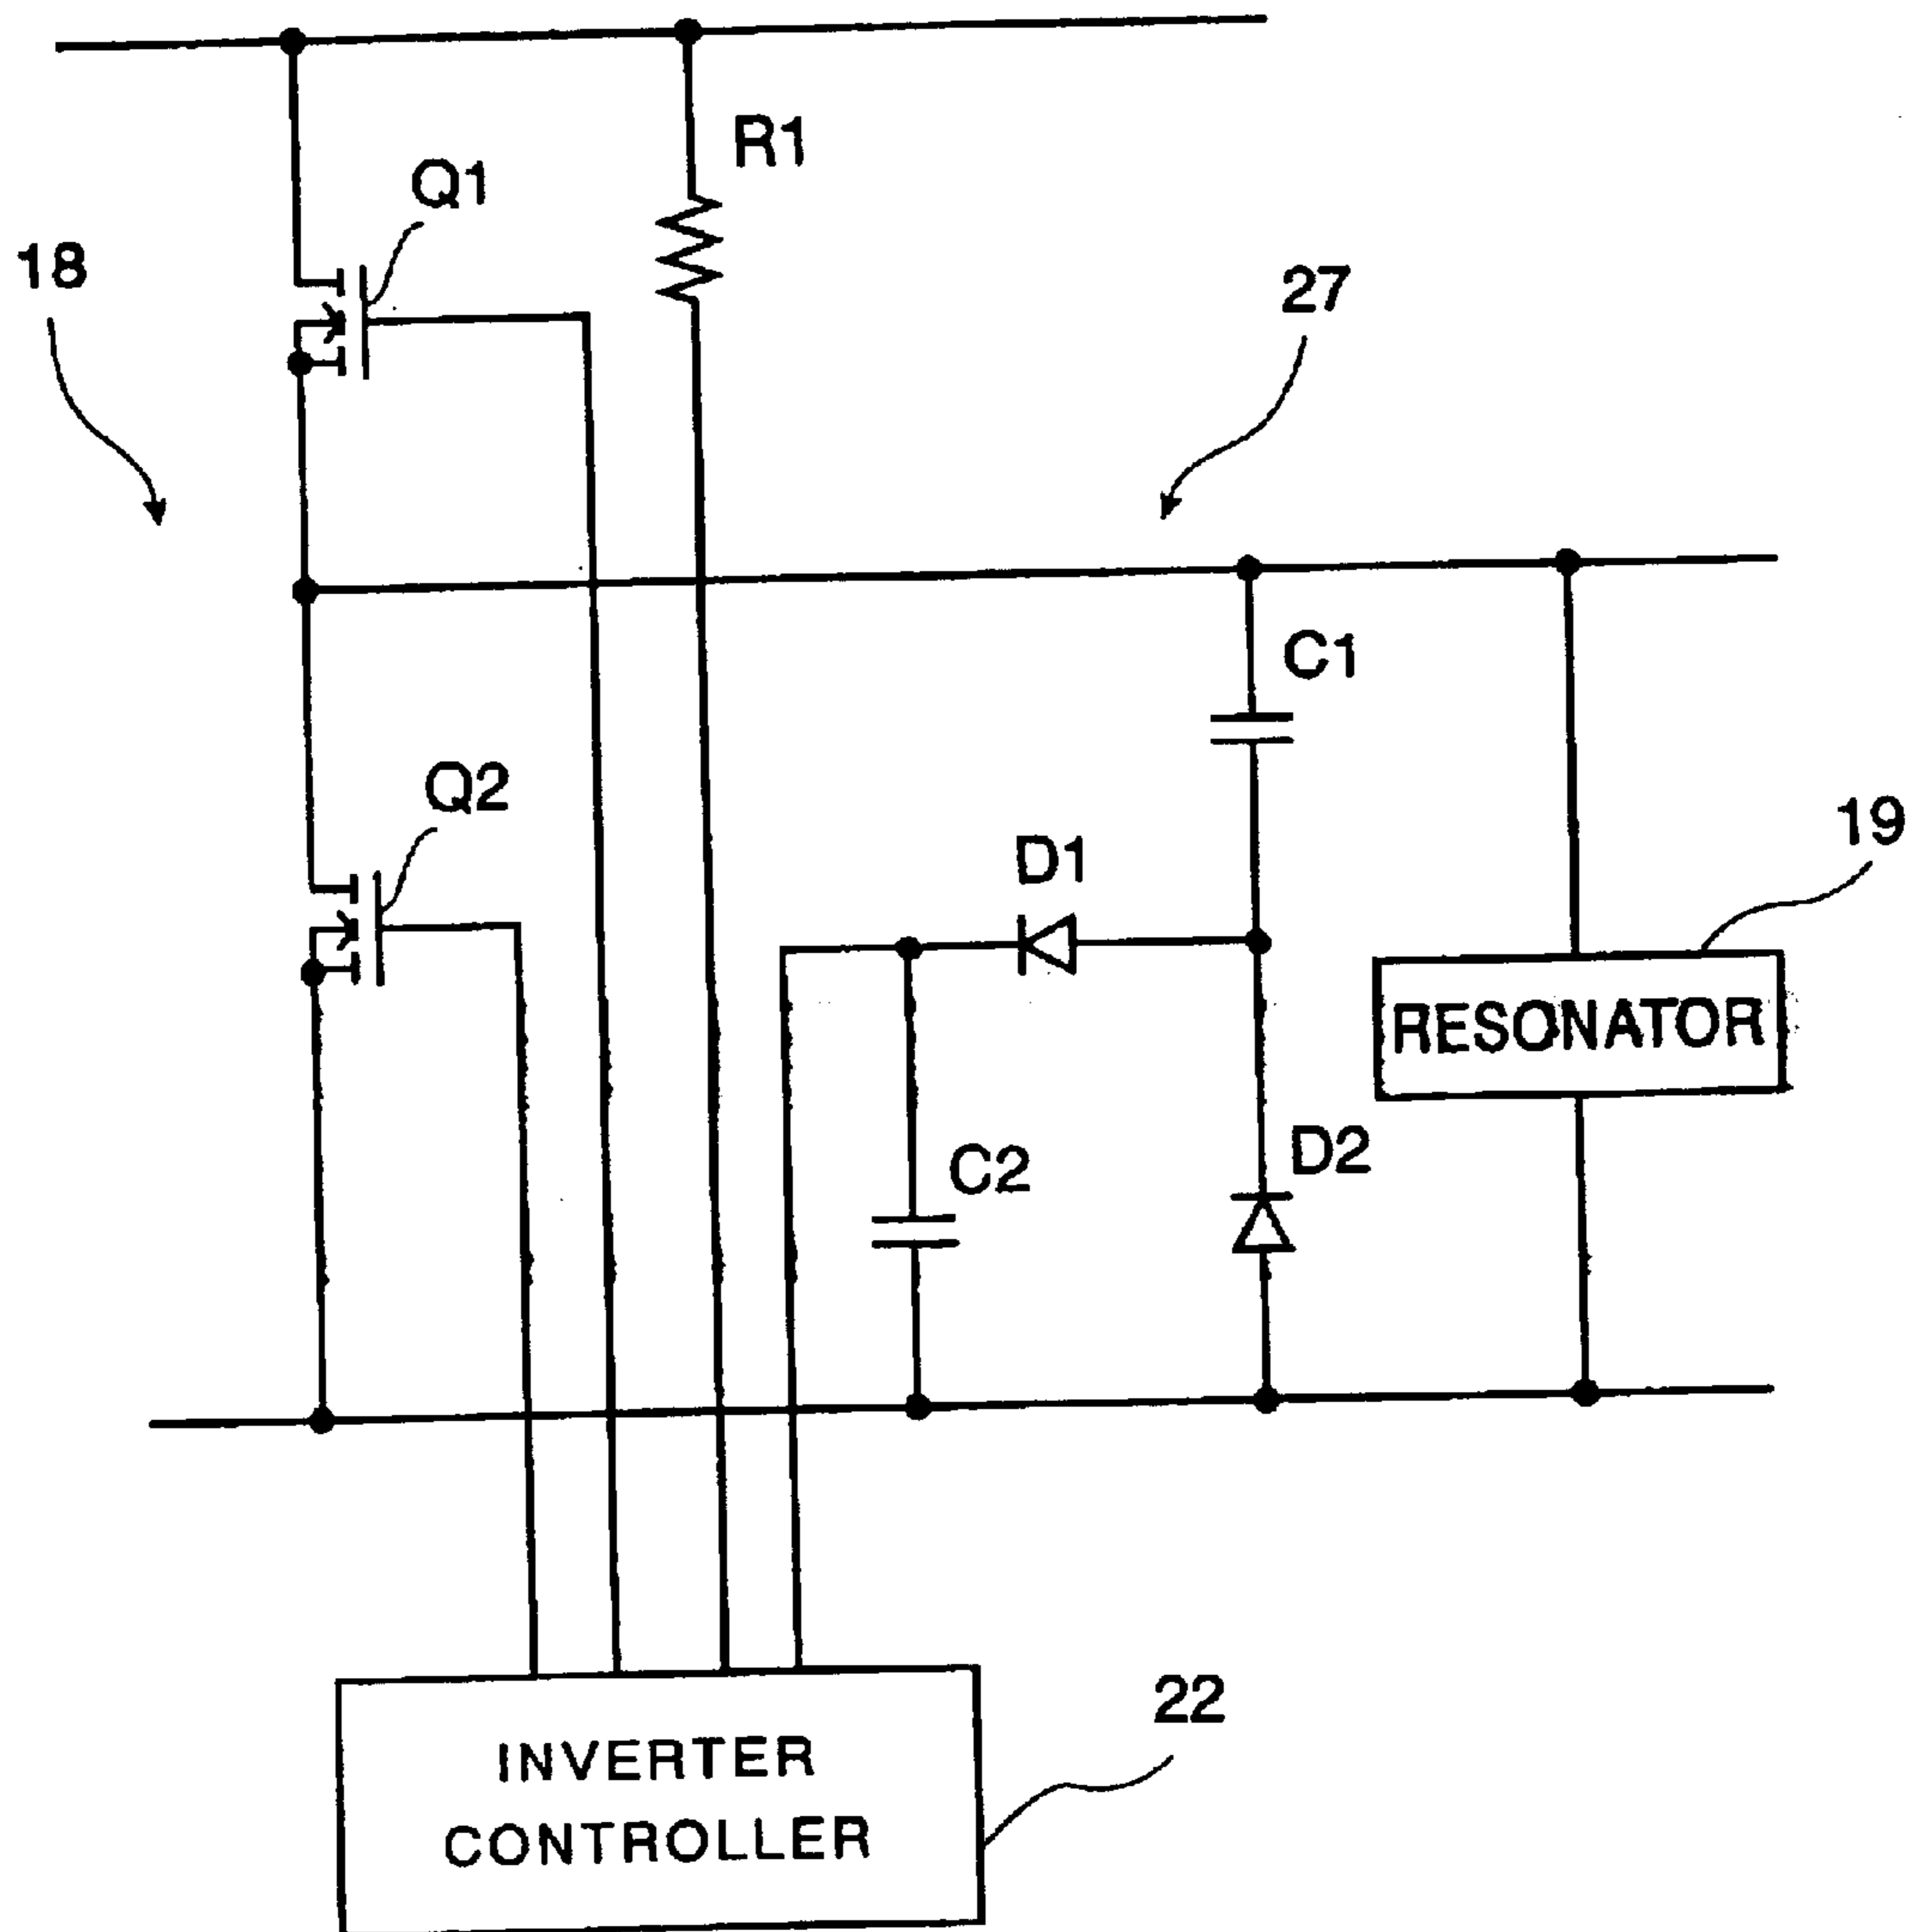 R1
Q1
18
27
C1
Q2
19
D1
RESONATOR
D2
C2
22
INVERTER
CONTROLLER